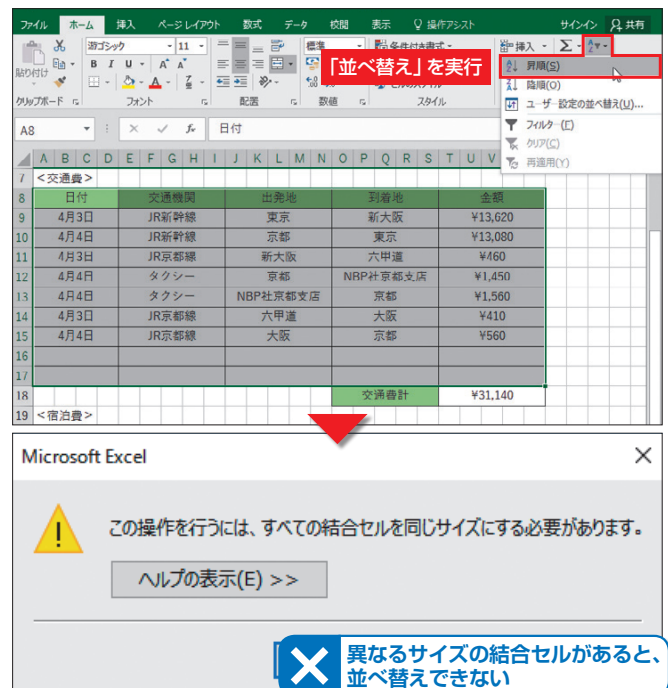 ファイル ホーム 挿入 ページレイアウト 数式 データ 校閲 表示 操作アシスト サインイン 共有
游ゴシック 11 標準 条件付き書式 挿入 Σ
B I U A A
貼り付け
「並べ替え」を実行
クリップボード フォント 配置 数値 スタイル
昇順(S)
降順(O)
ユーザー設定の並べ替え(U)...
フィルター(E)
クリア(C)
再適用(Y)
A8 fx 日付
A B C D E F G H I J K L M N O P Q R S T U V
7 <交通費>
8 日付 交通機関 出発地 到着地 金額
9 4月3日 JR新幹線 東京 新大阪 ¥13,620
10 4月4日 JR新幹線 京都 東京 ¥13,080
11 4月3日 JR京都線 新大阪 六甲道 ¥460
12 4月4日 タクシー 京都 NBP社京都支店 ¥1,450
13 4月4日 タクシー NBP社京都支店 京都 ¥1,560
14 4月3日 JR京都線 六甲道 大阪 ¥410
15 4月4日 JR京都線 大阪 京都 ¥560
16
17
18 交通費計 ¥31,140
19 <宿泊費>
Microsoft Excel
この操作を行うには、すべての結合セルを同じサイズにする必要があります。
ヘルプの表示(E) >>
異なるサイズの結合セルがあると、
並べ替えできない